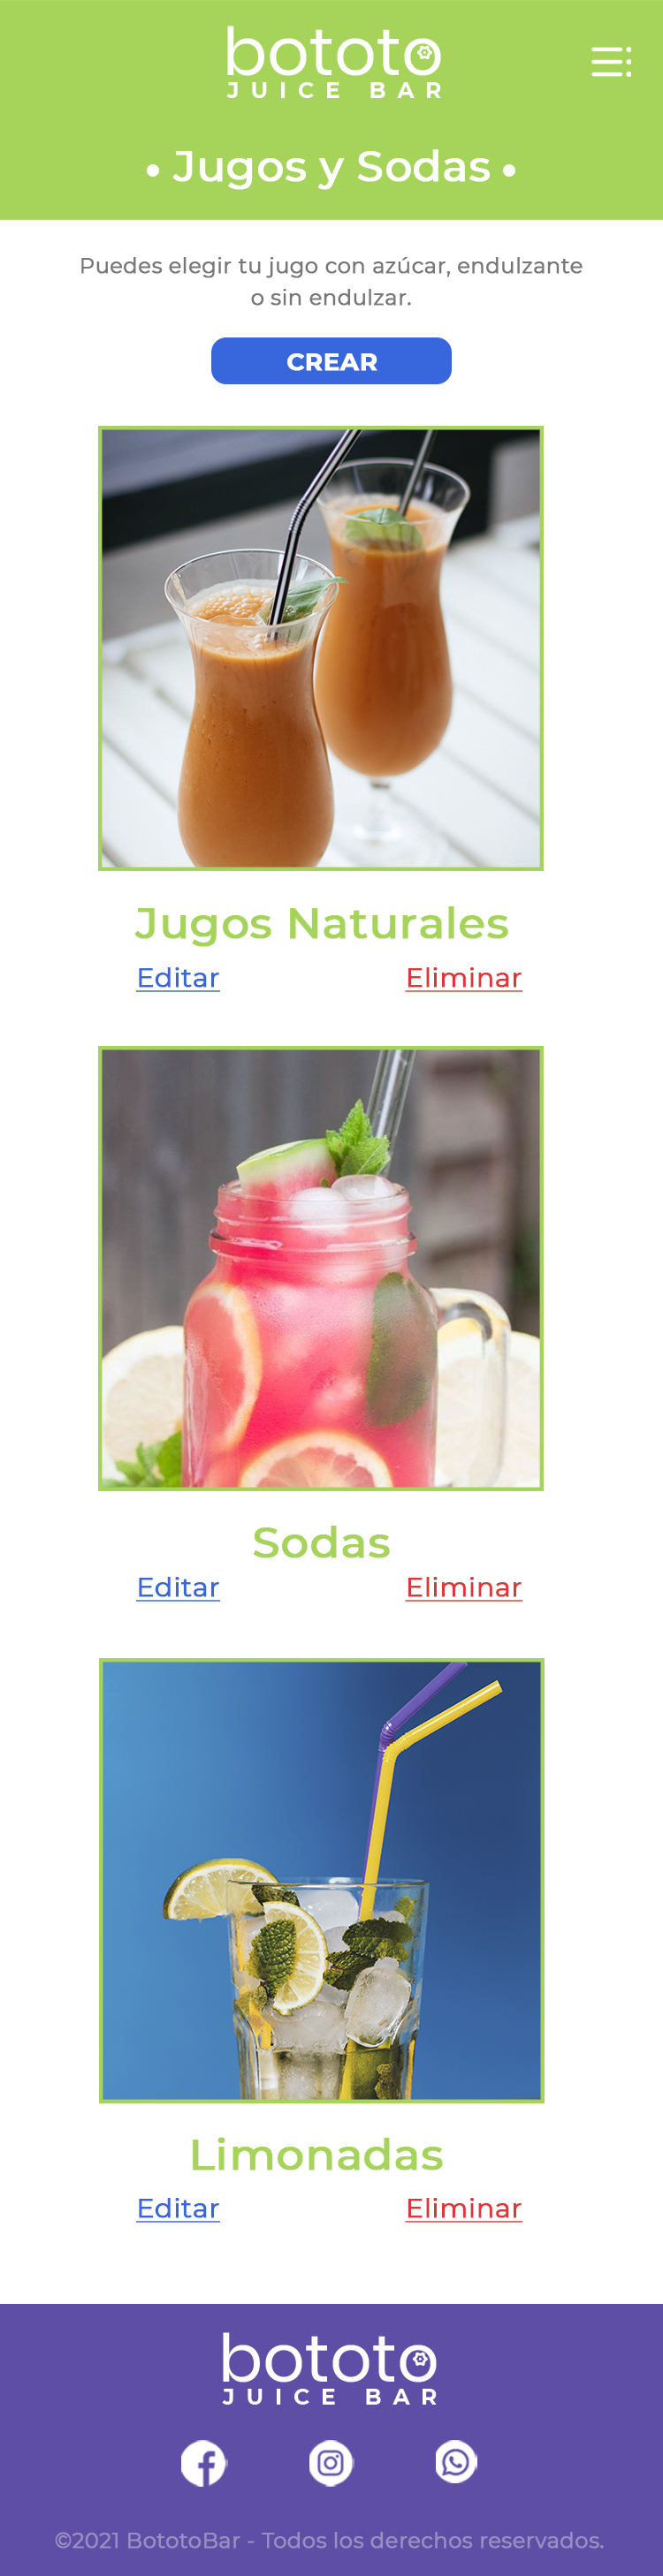 bototo
JUICE BAR
• Jugos y Sodas •
Puedes elegir tu jugo con azúcar, endulzante
o sin endulzar.
CREAR
Jugos Naturales
Editar Eliminar
Sodas
Editar Eliminar
Limonadas
Editar Eliminar
bototo
JUICE BAR
©2021 BototoBar - Todos los derechos reservados.